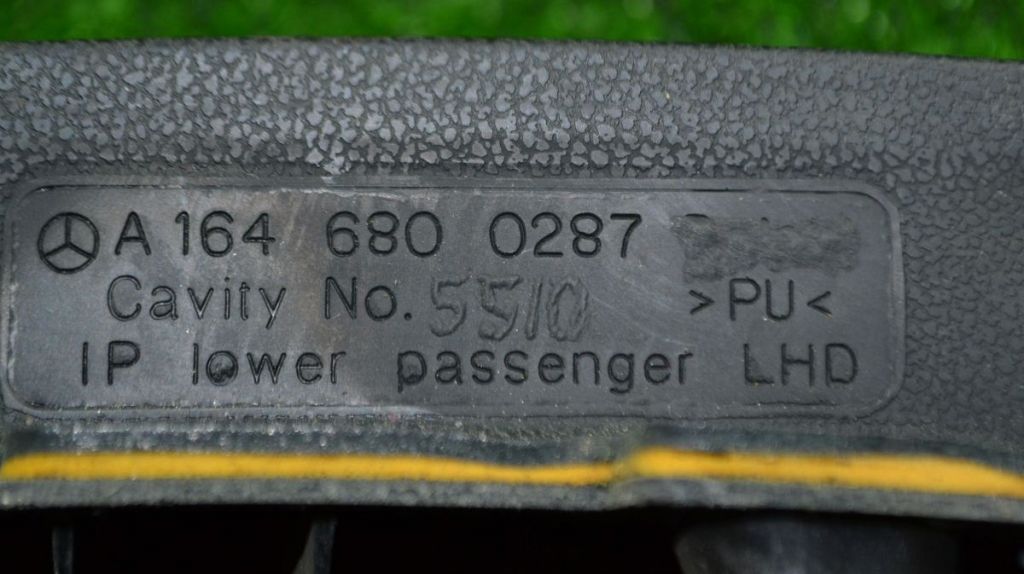 A 164 680 0287
Cavity No. 5510 >PU<
IP lower passenger LHD